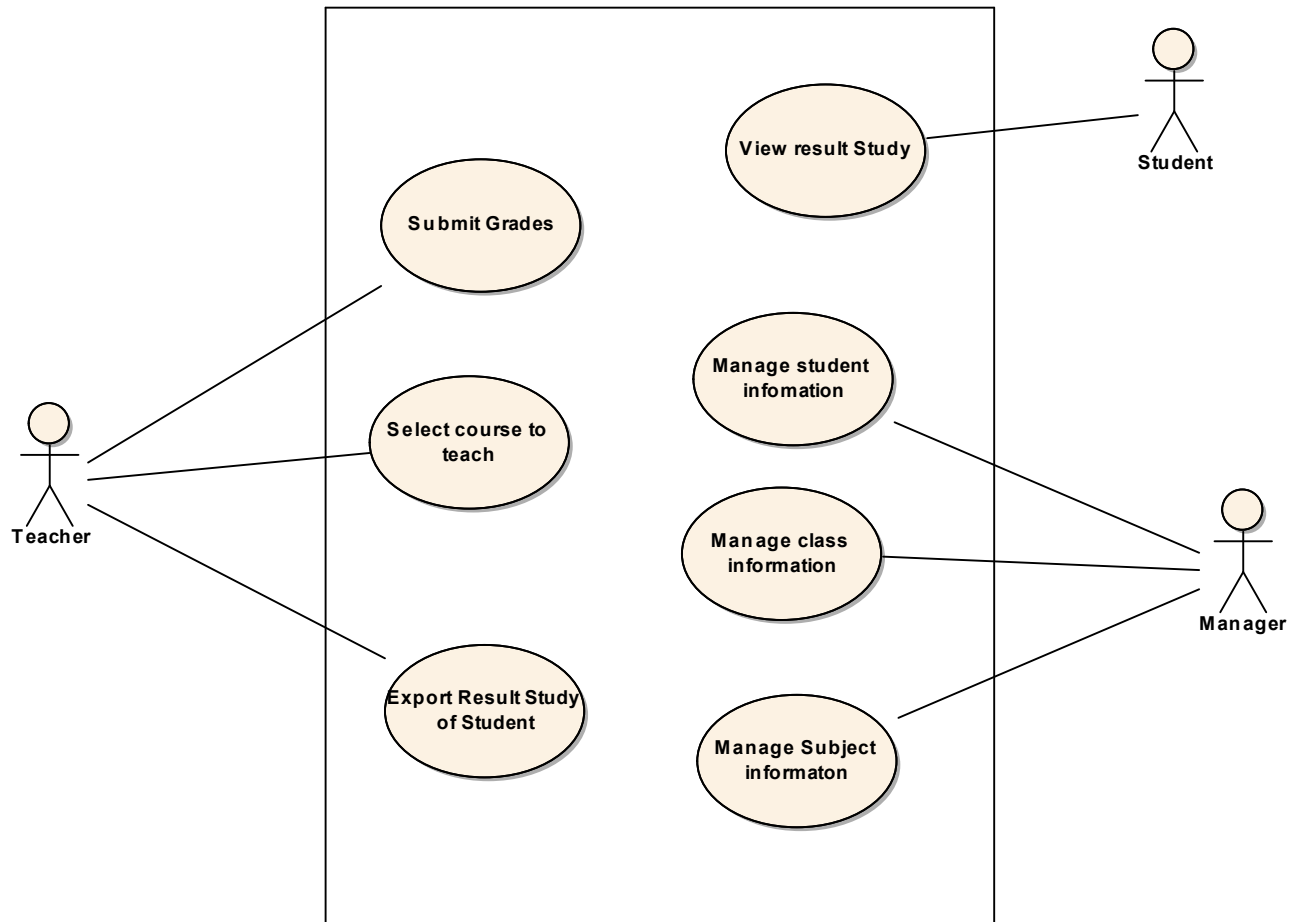 View result Study
Student
Submit Grades
Manage student
infomation
Select course to
teach
Teacher
Manage class
information
Manager
Export Result Study
of Student
Manage Subject
informaton